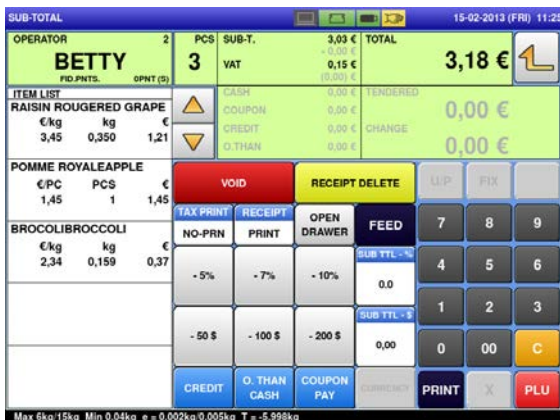 SUB-TOTAL 15-02-2013 (FRI) 11:25
OPERATOR 2
BETTY
FID.PNTS. 0PNT (S)
PCS
3
SUB-T. 3,03 €
- 0,00 €
VAT 0,15 €
(0,00) €
TOTAL
3,18 €
ITEM LIST
RAISIN ROUGERED GRAPE
€/kg kg €
3,45 0,350 1,21
CASH 0,00 €
COUPON 0,00 €
CREDIT 0,00 €
O.THAN 0,00 €
TENDERED
0,00 €
CHANGE
0,00 €
POMME ROYALEAPPLE
€/PC PCS €
1,45 1 1,45
BROCOLIBROCCOLI
€/kg kg €
2,34 0,159 0,37
VOID RECEIPT DELETE U/P FIX
TAX PRINT RECEIPT OPEN DRAWER FEED 7 8 9
NO-PRN PRINT
SUB TTL - %
- 5% - 7% - 10% 0.0 4 5 6
SUB TTL - $
1 2 3
- 50 $ - 100 $ - 200 $ 0,00 0 00 C
CREDIT O. THAN CASH COUPON PAY CURRENCY PRINT X PLU
Max 6kg/15kg Min 0.04kg e = 0.002kg/0.005kg T = -5.998kg